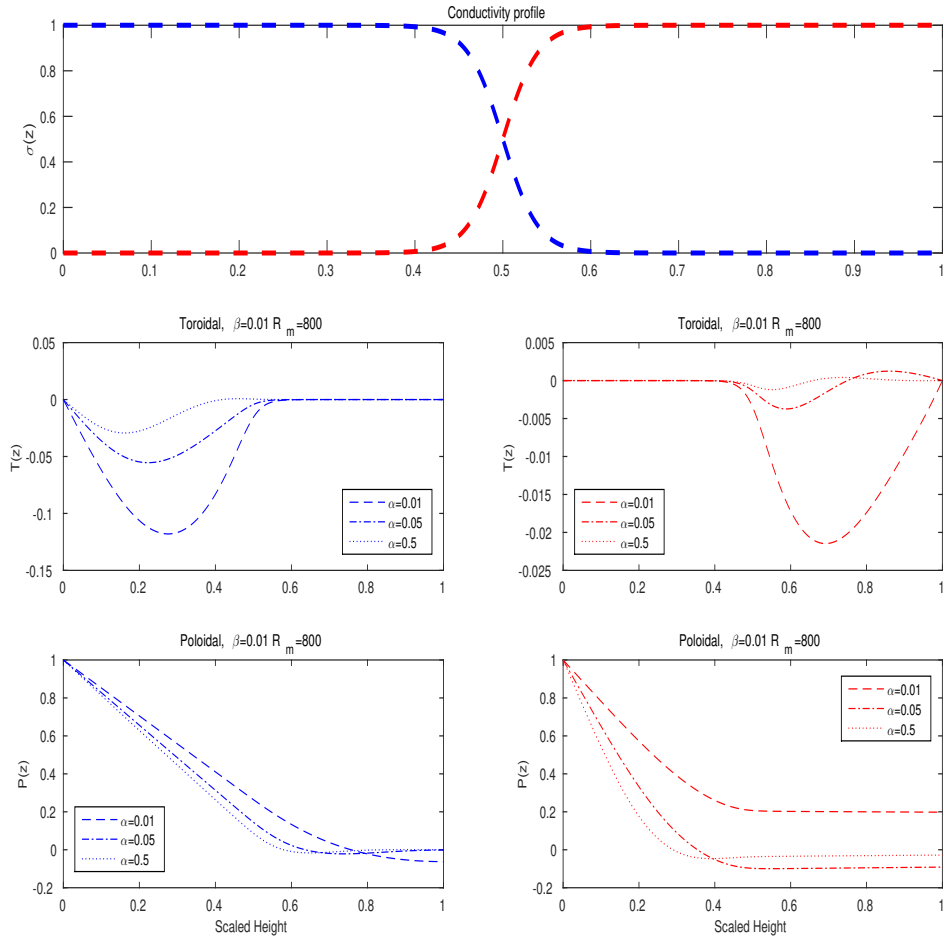 Conductivity profile
σ(z)
1
0.8
0.6
0.4
0.2
0
0 0.1 0.2 0.3 0.4 0.5 0.6 0.7 0.8 0.9 1
Toroidal, β=0.01 R m=800
T(z)
0.05
0
-0.05
-0.1
-0.15
0 0.2 0.4 0.6 0.8 1
α=0.01
α=0.05
α=0.5
Toroidal, β=0.01 R m=800
T(z)
0.005
0
-0.005
-0.01
-0.015
-0.02
-0.025
0 0.2 0.4 0.6 0.8 1
α=0.01
α=0.05
α=0.5
Poloidal, β=0.01 R m=800
P(z)
1
0.8
0.6
0.4
0.2
0
-0.2
0 0.2 0.4 0.6 0.8 1
α=0.01
α=0.05
α=0.5
Scaled Height
Poloidal, β=0.01 R m=800
P(z)
1
0.8
0.6
0.4
0.2
0
-0.2
0 0.2 0.4 0.6 0.8 1
α=0.01
α=0.05
α=0.5
Scaled Height